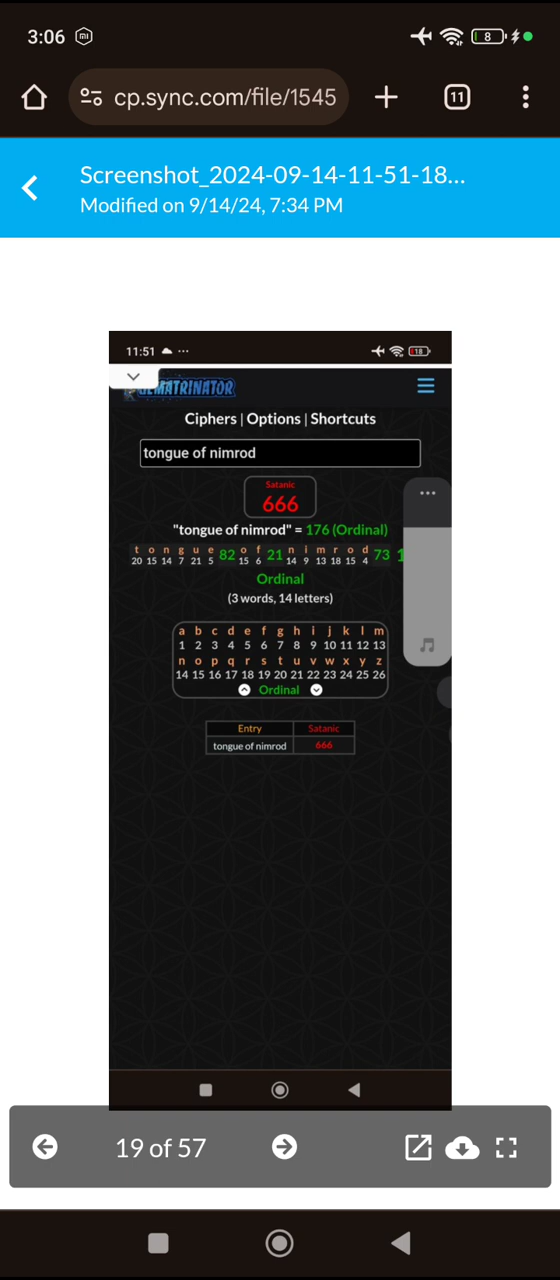 3:06
8
cp.sync.com/file/1545
11
Screenshot_2024-09-14-11-51-18...
Modified on 9/14/24, 7:34 PM
11:51
18
GEMATRINATOR
Ciphers | Options | Shortcuts
tongue of nimrod
Satanic
666
"tongue of nimrod" = 176 (Ordinal)
t o n g u e 82 o f 21 n i m r o d 73 1
20 15 14 7 21 5 15 6 14 9 13 18 15 4
Ordinal
(3 words, 14 letters)
a b c d e f g h i j k l m
1 2 3 4 5 6 7 8 9 10 11 12 13
n o p q r s t u v w x y z
14 15 16 17 18 19 20 21 22 23 24 25 26
Ordinal
Entry Satanic
tongue of nimrod 666
19 of 57